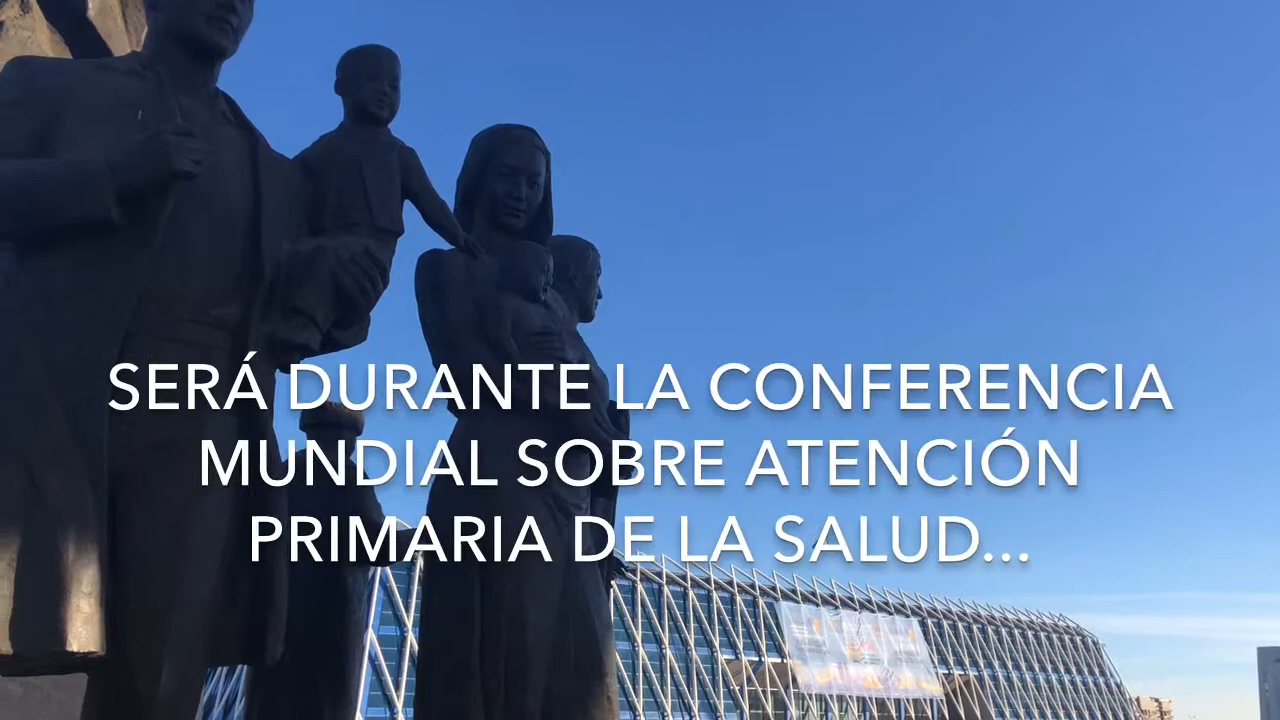 SERÁ DURANTE LA CONFERENCIA
MUNDIAL SOBRE ATENCIÓN
PRIMARIA DE LA SALUD...